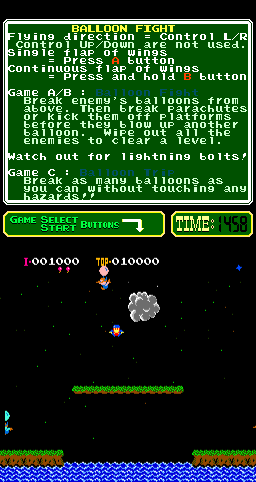 BALLOON FIGHT
Flying direction = Control L/R
Control Up/Down are not used.
Single flap of wings
= Press A button
Continuous flap of wings
= Press and hold B button
Game A/B : Balloon Fight
Break enemy's balloons from
above. Then break parachutes
or kick them off platforms
before they blow up another
balloon. Wipe out all the
enemies to clear a level.
Watch out for lightning bolts!
Game C : Balloon Trip
Break as many balloons as
you can without touching any
hazards!!
GAME SELECT
START BUTTONS
TIME: 1458
I-001000 TOP-010000